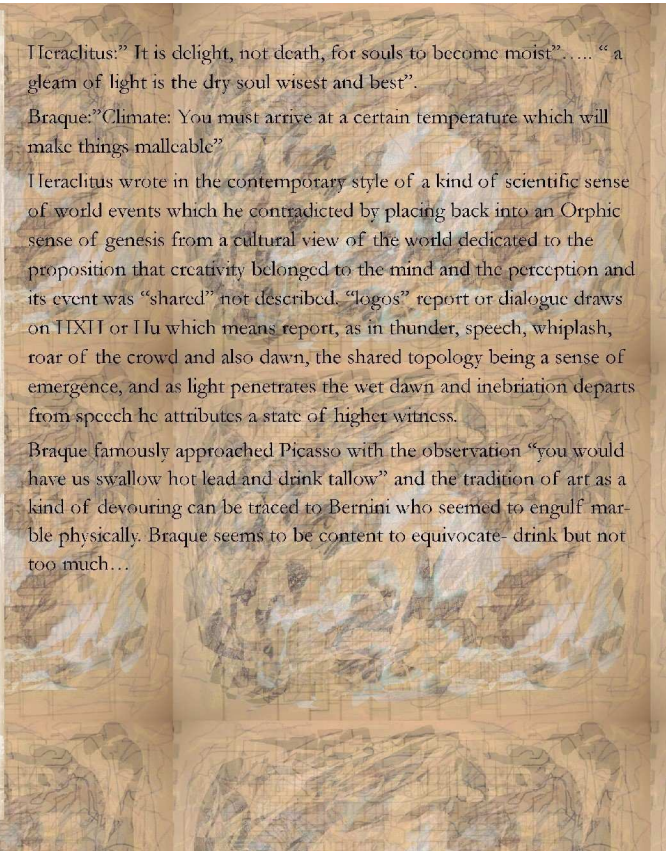 Heraclitus:” It is delight, not death, for souls to become moist”….. “ a
gleam of light is the dry soul wisest and best”.
Braque:”Climate: You must arrive at a certain temperature which will
make things malleable”
Heraclitus wrote in the contemporary style of a kind of scientific sense
of world events which he contradicted by placing back into an Orphic
sense of genesis from a cultural view of the world dedicated to the
proposition that creativity belonged to the mind and the perception and
its event was “shared” not described. “logos” report or dialogue draws
on HXH or Hu which means report, as in thunder, speech, whiplash,
roar of the crowd and also dawn, the shared topology being a sense of
emergence, and as light penetrates the wet dawn and inebriation departs
from speech he attributes a state of higher witness.
Braque famously approached Picasso with the observation “you would
have us swallow hot lead and drink tallow” and the tradition of art as a
kind of devouring can be traced to Bernini who seemed to engulf mar-
ble physically. Braque seems to be content to equivocate- drink but not
too much…